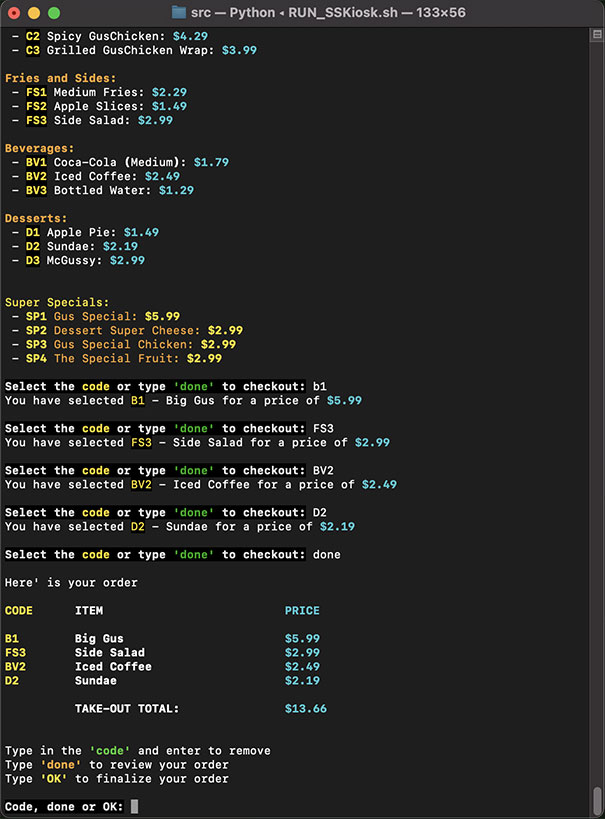 src — Python ◂ RUN_SSKiosk.sh — 133×56
- C2 Spicy GusChicken: $4.29
- C3 Grilled GusChicken Wrap: $3.99
Fries and Sides:
- FS1 Medium Fries: $2.29
- FS2 Apple Slices: $1.49
- FS3 Side Salad: $2.99
Beverages:
- BV1 Coca-Cola (Medium): $1.79
- BV2 Iced Coffee: $2.49
- BV3 Bottled Water: $1.29
Desserts:
- D1 Apple Pie: $1.49
- D2 Sundae: $2.19
- D3 McGussy: $2.99
Super Specials:
- SP1 Gus Special: $5.99
- SP2 Dessert Super Cheese: $2.99
- SP3 Gus Special Chicken: $2.99
- SP4 The Special Fruit: $2.99
Select the code or type 'done' to checkout: b1
You have selected B1 - Big Gus for a price of $5.99
Select the code or type 'done' to checkout: FS3
You have selected FS3 - Side Salad for a price of $2.99
Select the code or type 'done' to checkout: BV2
You have selected BV2 - Iced Coffee for a price of $2.49
Select the code or type 'done' to checkout: D2
You have selected D2 - Sundae for a price of $2.19
Select the code or type 'done' to checkout: done
Here' is your order
CODE ITEM PRICE
B1 Big Gus $5.99
FS3 Side Salad $2.99
BV2 Iced Coffee $2.49
D2 Sundae $2.19
TAKE-OUT TOTAL: $13.66
Type in the 'code' and enter to remove
Type 'done' to review your order
Type 'OK' to finalize your order
Code, done or OK: